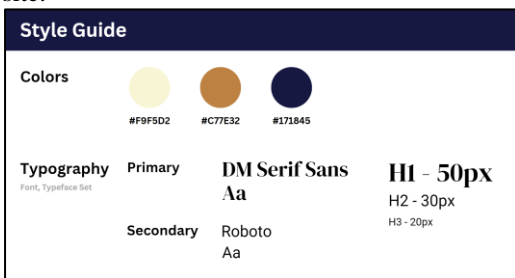 site.
Style Guide
Colors
#F9F5D2 #C77E32 #171845
Typography Primary DM Serif Sans H1 - 50px
Font, Typeface Set Aa H2 - 30px
H3 - 20px
Secondary Roboto
Aa